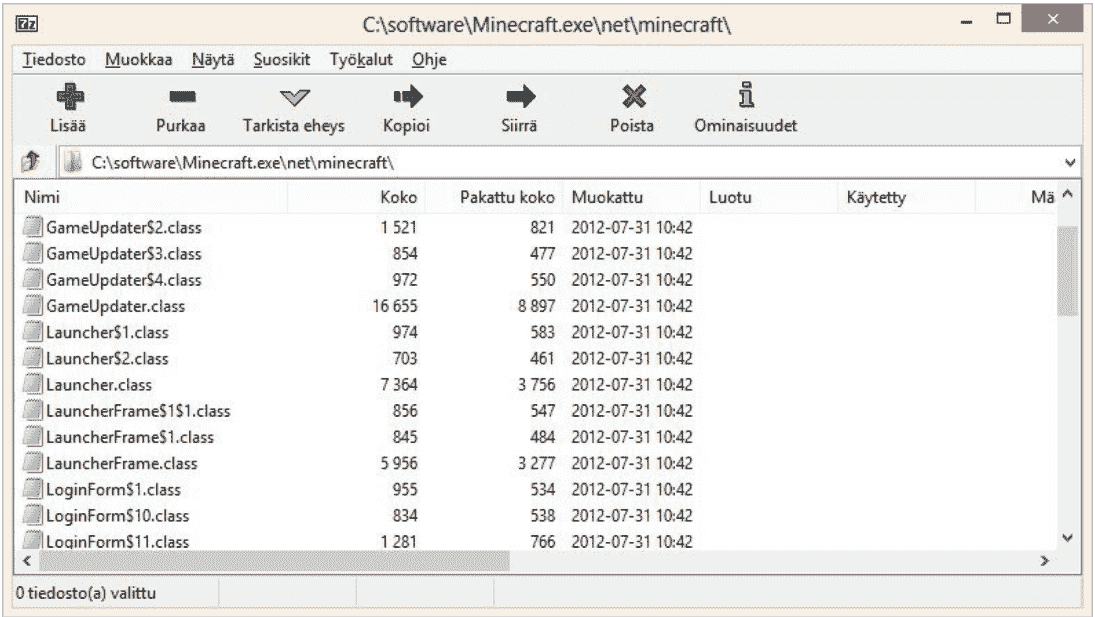 7z C:\software\Minecraft.exe\net\minecraft\
Tiedosto Muokkaa Näytä Suosikit Työkalut Ohje
Lisää Purkaa Tarkista eheys Kopioi Siirrä Poista Ominaisuudet
C:\software\Minecraft.exe\net\minecraft\
Nimi Koko Pakattu koko Muokattu Luotu Käytetty Mä
GameUpdater$2.class 1 521 821 2012-07-31 10:42
GameUpdater$3.class 854 477 2012-07-31 10:42
GameUpdater$4.class 972 550 2012-07-31 10:42
GameUpdater.class 16 655 8 897 2012-07-31 10:42
Launcher$1.class 974 583 2012-07-31 10:42
Launcher$2.class 703 461 2012-07-31 10:42
Launcher.class 7 364 3 756 2012-07-31 10:42
LauncherFrame$1$1.class 856 547 2012-07-31 10:42
LauncherFrame$1.class 845 484 2012-07-31 10:42
LauncherFrame.class 5 956 3 277 2012-07-31 10:42
LoginForm$1.class 955 534 2012-07-31 10:42
LoginForm$10.class 834 538 2012-07-31 10:42
LoginForm$11.class 1 281 766 2012-07-31 10:42
0 tiedosto(a) valittu